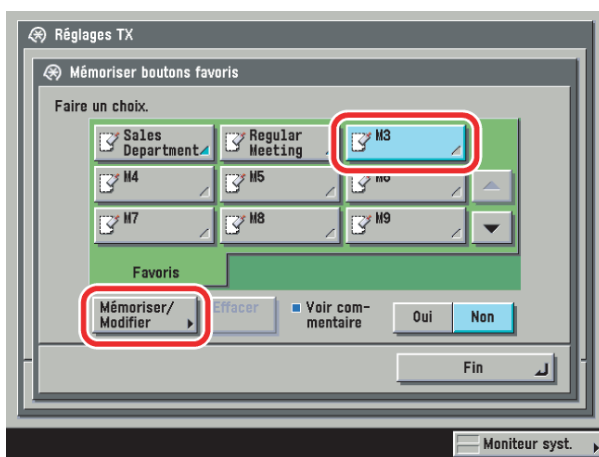 Réglages TX
Mémoriser boutons favoris
Faire un choix.
Sales
Department
Regular
Meeting
M3
M4
M5
M6
M7
M8
M9
Favoris
Mémoriser/
Modifier
Effacer
Voir com-
mentaire
Oui
Non
Fin
Moniteur syst.